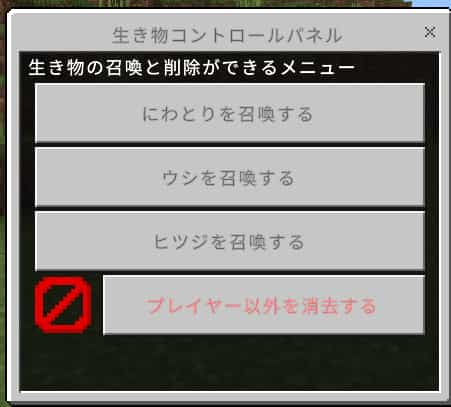 生き物コントロールパネル
生き物の召喚と削除ができるメニュー
にわとりを召喚する
ウシを召喚する
ヒツジを召喚する
プレイヤー以外を消去する